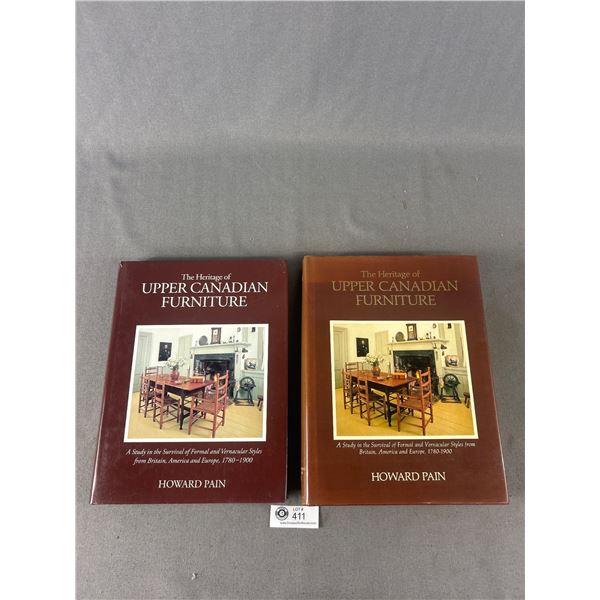 The Heritage of
UPPER CANADIAN
FURNITURE
A Study in the Survival of Formal and Vernacular Styles
from Britain, America and Europe, 1780–1900
HOWARD PAIN
The Heritage of
UPPER CANADIAN
FURNITURE
A Study in the Survival of Formal and Vernacular Styles from
Britain, America and Europe, 1780-1900
HOWARD PAIN
LOT #
411